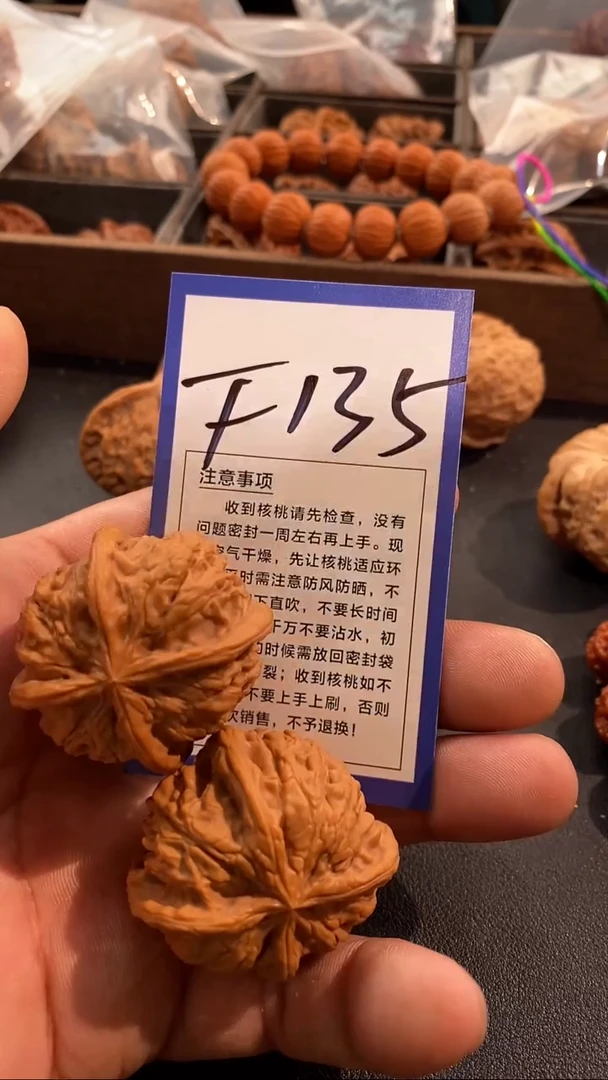 F135
注意事项
收到核桃请先检查，没有
问题密封一周左右再上手。现
空气干燥，先让核桃适应环
时需注意防风防晒，不
下直吹，不要长时间
千万不要沾水，初
的时候需放回密封袋
裂；收到核桃如不
不要上手上刷，否则
次销售，不予退换！